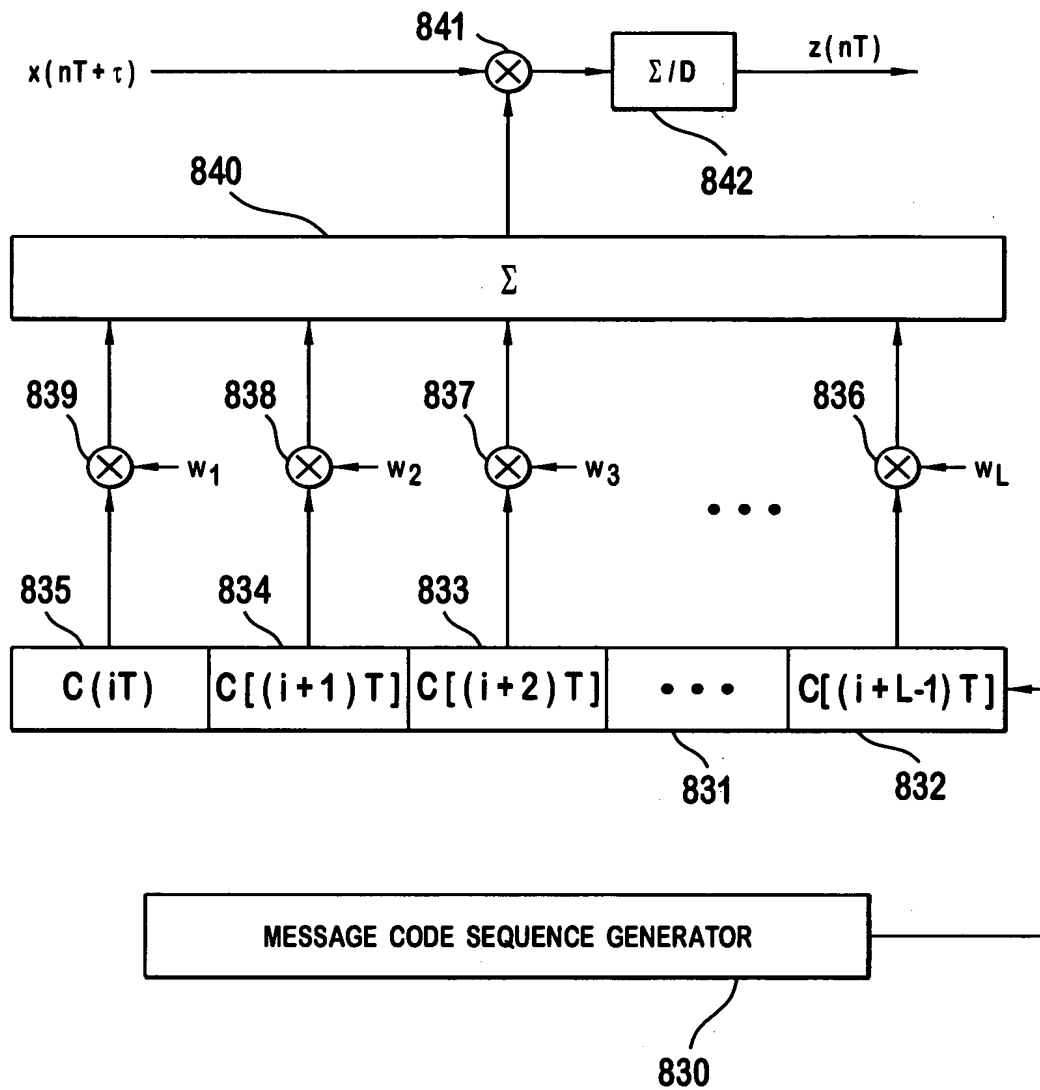 841
x(nT+τ)
Σ/D
z(nT)
842
840
Σ
839
838
837
836
w1
w2
w3
wL
835
834
833
C(iT)
C[(i+1)T]
C[(i+2)T]
C[(i+L-1)T]
831
832
MESSAGE CODE SEQUENCE GENERATOR
830